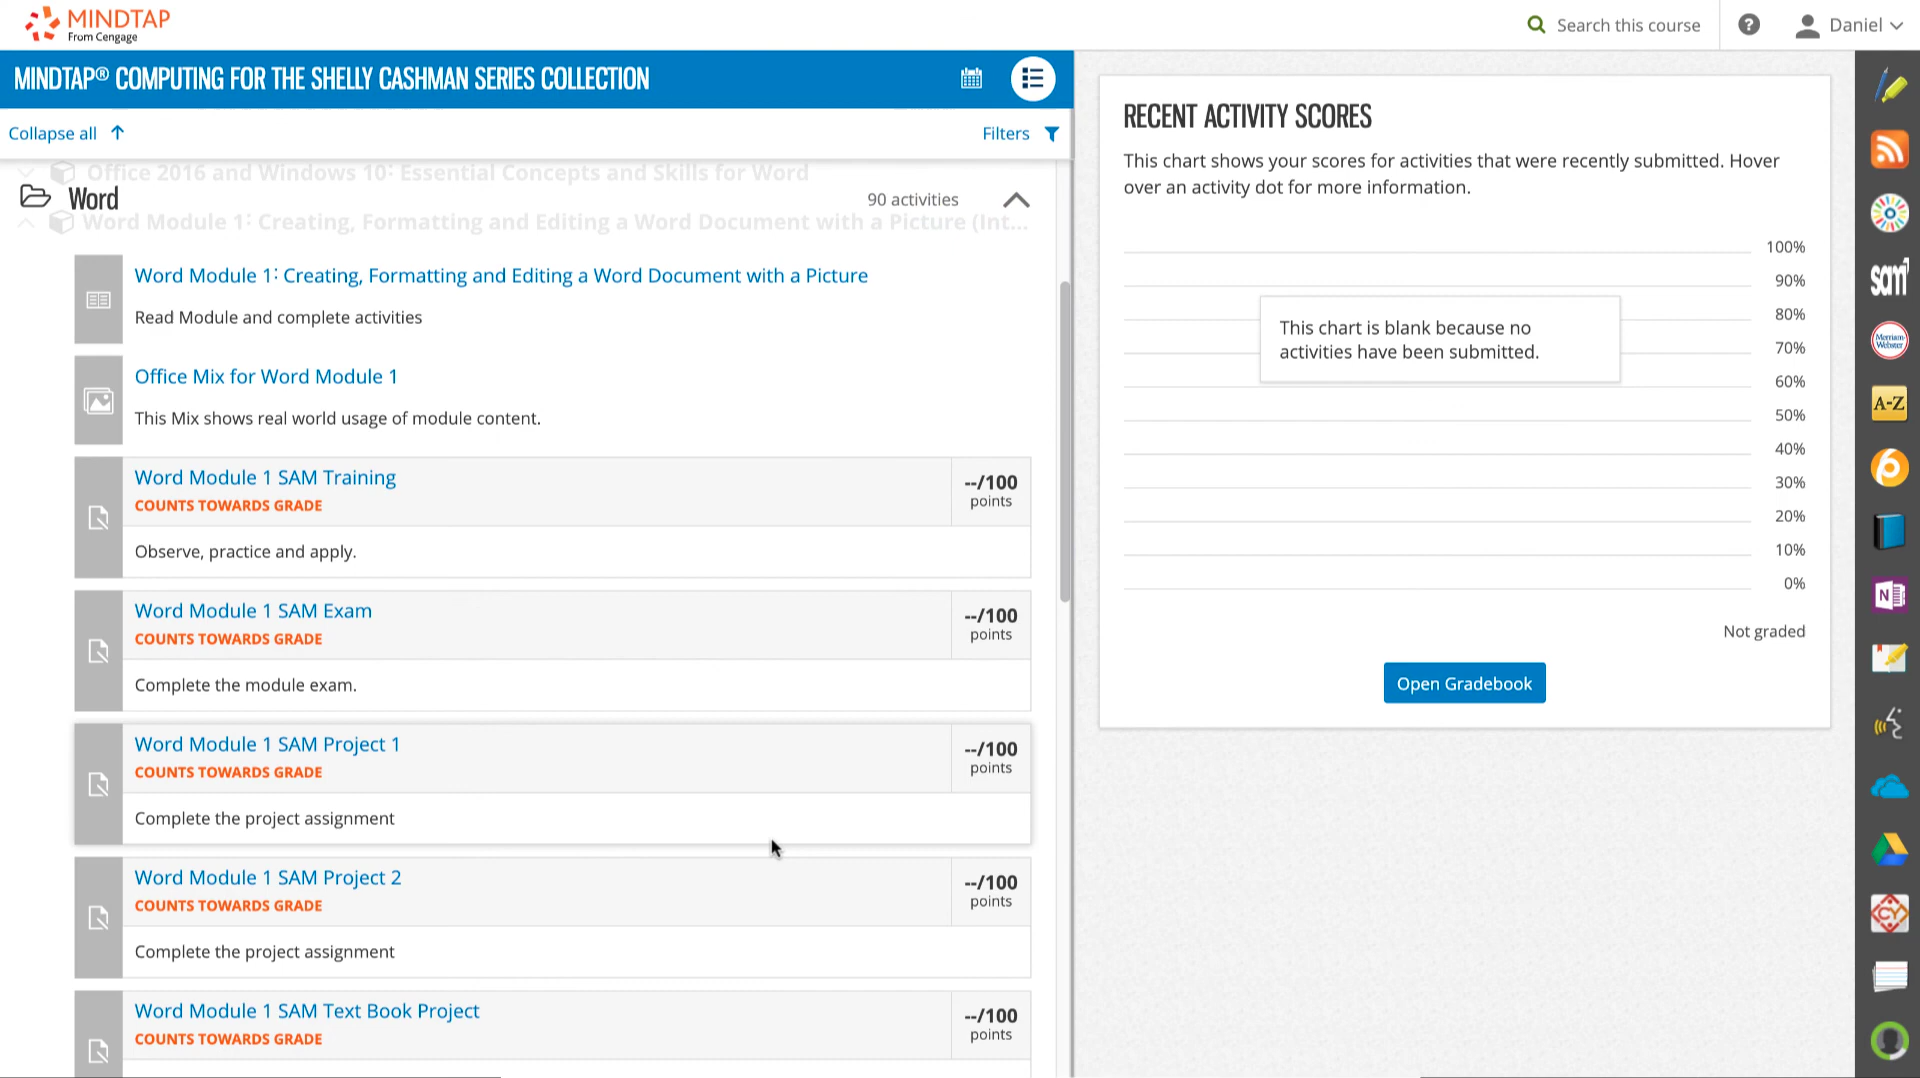 MINDTAP
From Cengage
Search this course
Daniel
MINDTAP® COMPUTING FOR THE SHELLY CASHMAN SERIES COLLECTION
Collapse all
Filters
Office 2016 and Windows 10: Essential Concepts and Skills for Word
Word
90 activities
Word Module 1: Creating, Formatting and Editing a Word Document with a Picture (Int...
Word Module 1: Creating, Formatting and Editing a Word Document with a Picture
Read Module and complete activities
Office Mix for Word Module 1
This Mix shows real world usage of module content.
Word Module 1 SAM Training
COUNTS TOWARDS GRADE
--/100
points
Observe, practice and apply.
Word Module 1 SAM Exam
COUNTS TOWARDS GRADE
--/100
points
Complete the module exam.
Word Module 1 SAM Project 1
COUNTS TOWARDS GRADE
--/100
points
Complete the project assignment
Word Module 1 SAM Project 2
COUNTS TOWARDS GRADE
--/100
points
Complete the project assignment
Word Module 1 SAM Text Book Project
COUNTS TOWARDS GRADE
--/100
points
RECENT ACTIVITY SCORES
This chart shows your scores for activities that were recently submitted. Hover
over an activity dot for more information.
100%
90%
80%
70%
60%
50%
40%
30%
20%
10%
0%
This chart is blank because no
activities have been submitted.
Not graded
Open Gradebook
sam
Merriam-
Webster
A-Z
N
CY